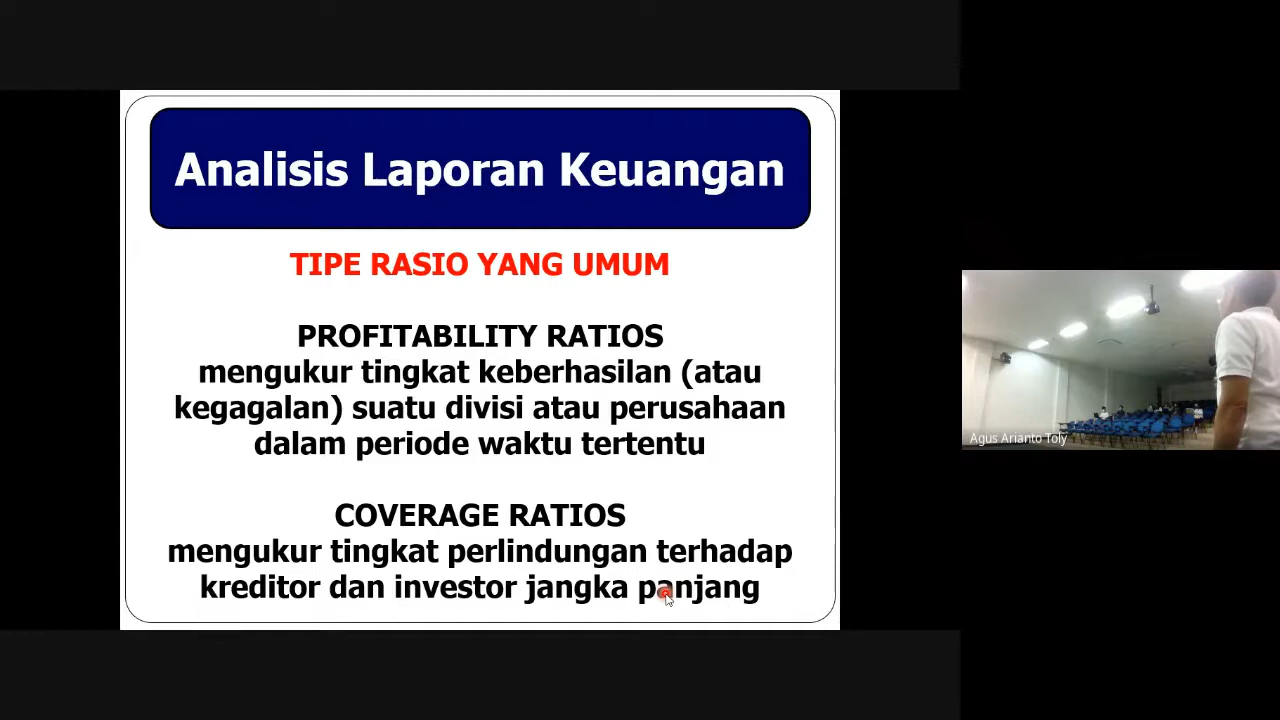 Analisis Laporan Keuangan
TIPE RASIO YANG UMUM
PROFITABILITY RATIOS
mengukur tingkat keberhasilan (atau
kegagalan) suatu divisi atau perusahaan
dalam periode waktu tertentu
COVERAGE RATIOS
mengukur tingkat perlindungan terhadap
kreditor dan investor jangka panjang
Agus Arianto Toly